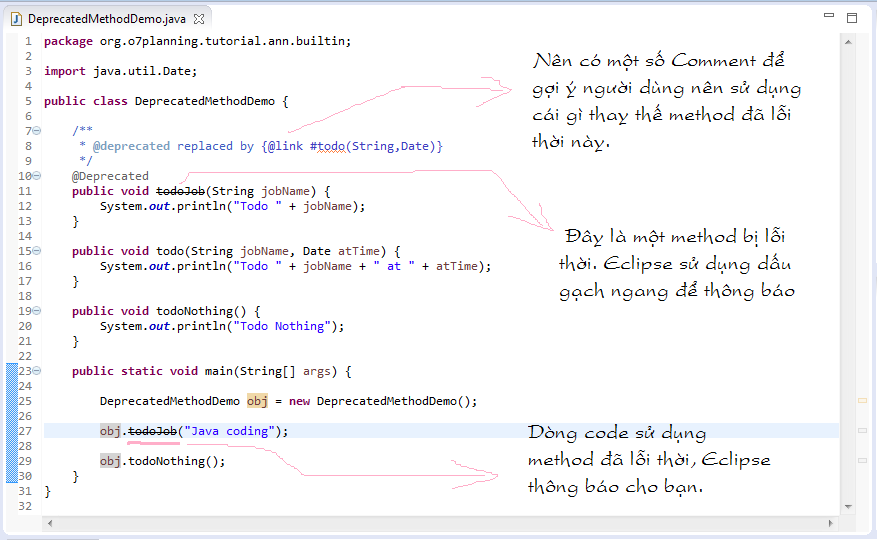 DeprecatedMethodDemo.java
1 package org.o7planning.tutorial.ann.builtin;
2
3 import java.util.Date;
4
5 public class DeprecatedMethodDemo {
6
7 /**
8 * @deprecated replaced by {@link #todo(String,Date)}
9 */
10 @Deprecated
11 public void todoJob(String jobName) {
12 System.out.println("Todo " + jobName);
13 }
14
15 public void todo(String jobName, Date atTime) {
16 System.out.println("Todo " + jobName + " at " + atTime);
17 }
18
19 public void todoNothing() {
20 System.out.println("Todo Nothing");
21 }
22
23 public static void main(String[] args) {
24
25 DeprecatedMethodDemo obj = new DeprecatedMethodDemo();
26
27 obj.todoJob("Java coding");
28
29 obj.todoNothing();
30 }
31 }
32
Nên có một số Comment để
gợi ý người dùng nên sử dụng
cái gì thay thế method đã lỗi
thời này.
Đây là một method bị lỗi
thời. Eclipse sử dụng dấu
gạch ngang để thông báo
Dòng code sử dụng
method đã lỗi thời, Eclipse
thông báo cho bạn.